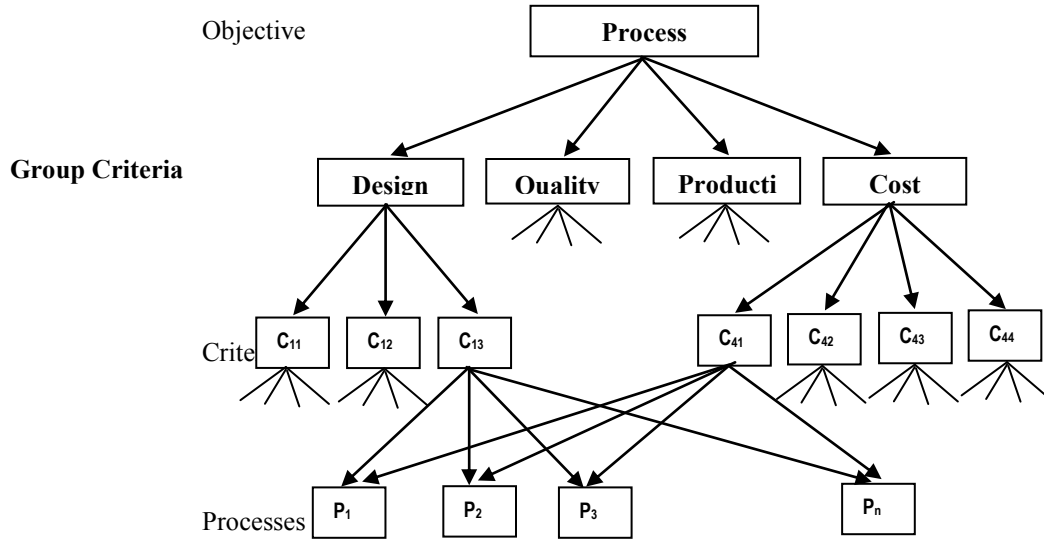 Objective
Process
Group Criteria
Design
Quality
Producti
Cost
Crite
C11
C12
C13
C41
C42
C43
C44
Processes
P1
P2
P3
Pn